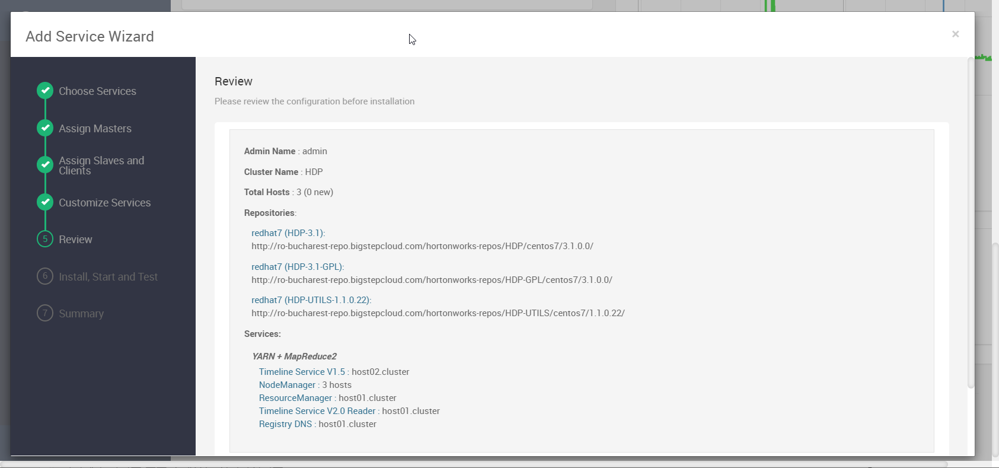 Add Service Wizard
×
Choose Services
Assign Masters
Assign Slaves and
Clients
Customize Services
5 Review
6 Install, Start and Test
7 Summary
Review
Please review the configuration before installation
Admin Name : admin
Cluster Name : HDP
Total Hosts : 3 (0 new)
Repositories:
redhat7 (HDP-3.1):
http://ro-bucharest-repo.bigstepcloud.com/hortonworks-repos/HDP/centos7/3.1.0.0/
redhat7 (HDP-3.1-GPL):
http://ro-bucharest-repo.bigstepcloud.com/hortonworks-repos/HDP-GPL/centos7/3.1.0.0/
redhat7 (HDP-UTILS-1.1.0.22):
http://ro-bucharest-repo.bigstepcloud.com/hortonworks-repos/HDP-UTILS/centos7/1.1.0.22/
Services:
YARN + MapReduce2
Timeline Service V1.5 : host02.cluster
NodeManager : 3 hosts
ResourceManager : host01.cluster
Timeline Service V2.0 Reader : host01.cluster
Registry DNS : host01.cluster